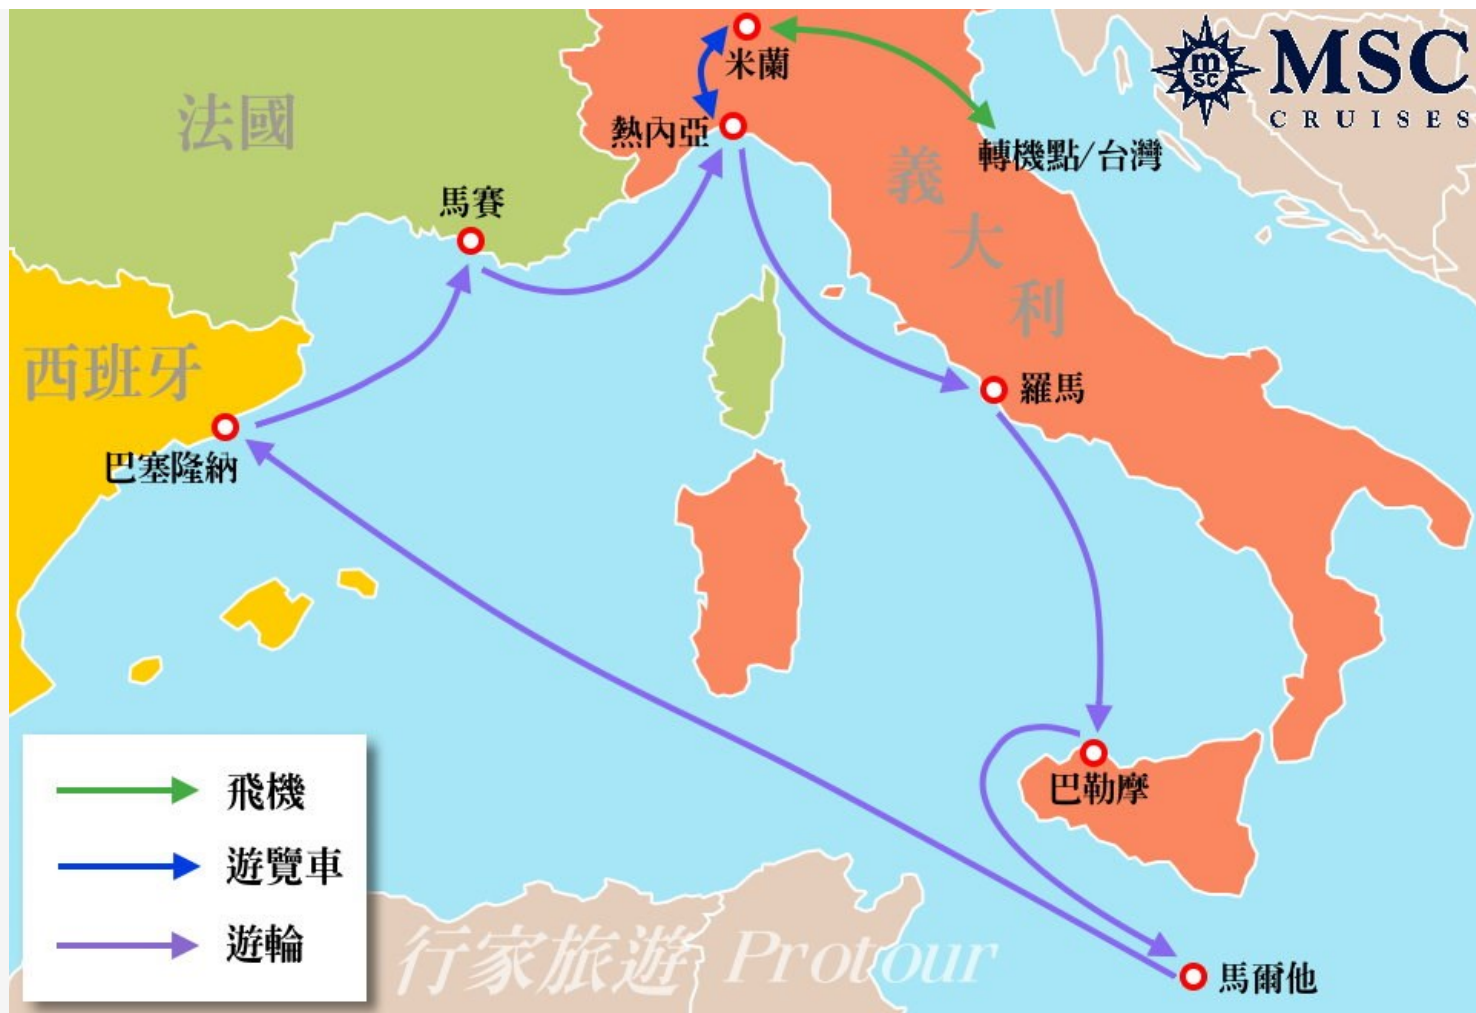 MSC
CRUISES
m
sc
米蘭
法國
熱內亞
轉機點/台灣
義
大
利
馬賽
西班牙
羅馬
巴塞隆納
巴勒摩
飛機
遊覽車
遊輪
行家旅遊 Protour
馬爾他